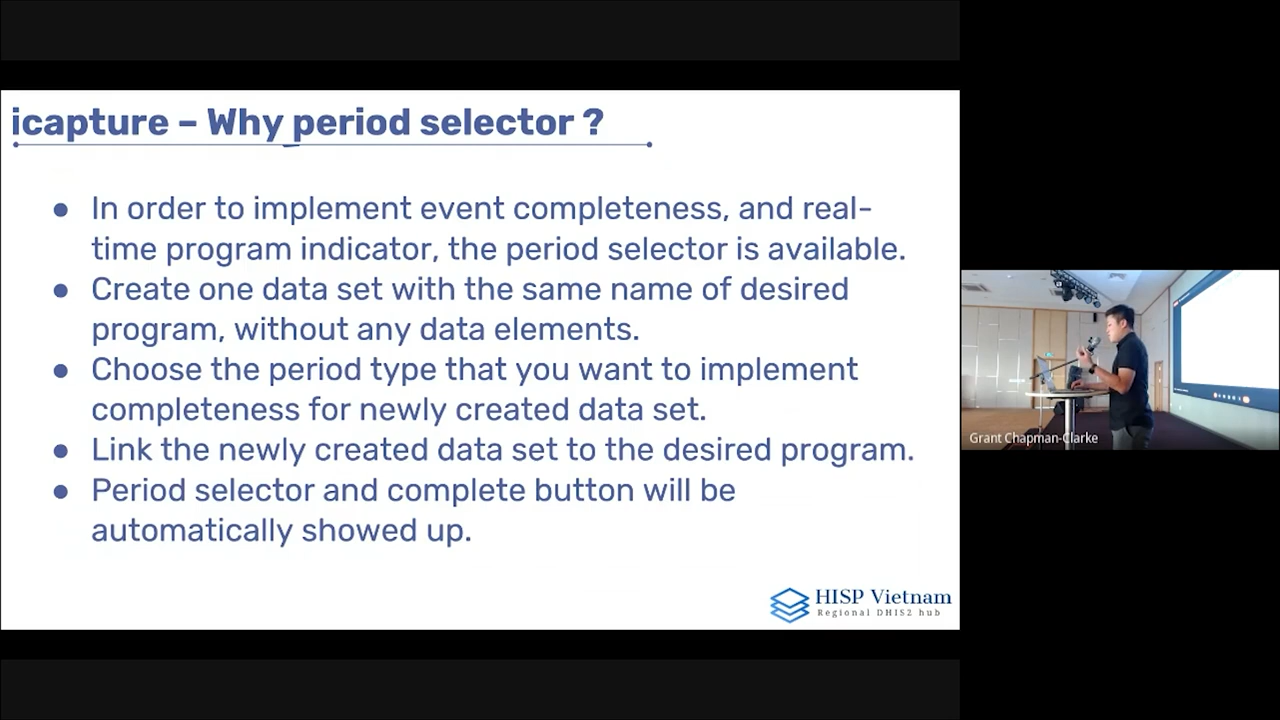 icapture – Why period selector ?
● In order to implement event completeness, and real-
time program indicator, the period selector is available.
● Create one data set with the same name of desired
program, without any data elements.
● Choose the period type that you want to implement
completeness for newly created data set.
● Link the newly created data set to the desired program.
● Period selector and complete button will be
automatically showed up.
HISP Vietnam
Regional DHIS2 hub
Grant Chapman-Clarke